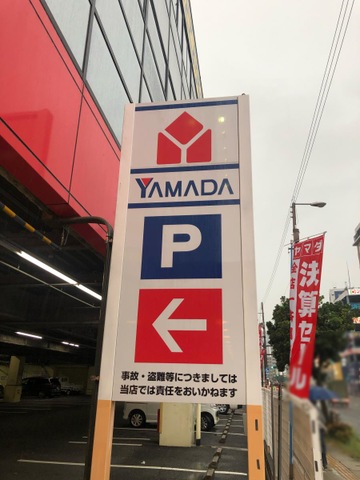 YAMADA
P
事故・盗難等につきましては
当店では責任をおいかねます
ヤマダ
決算セール